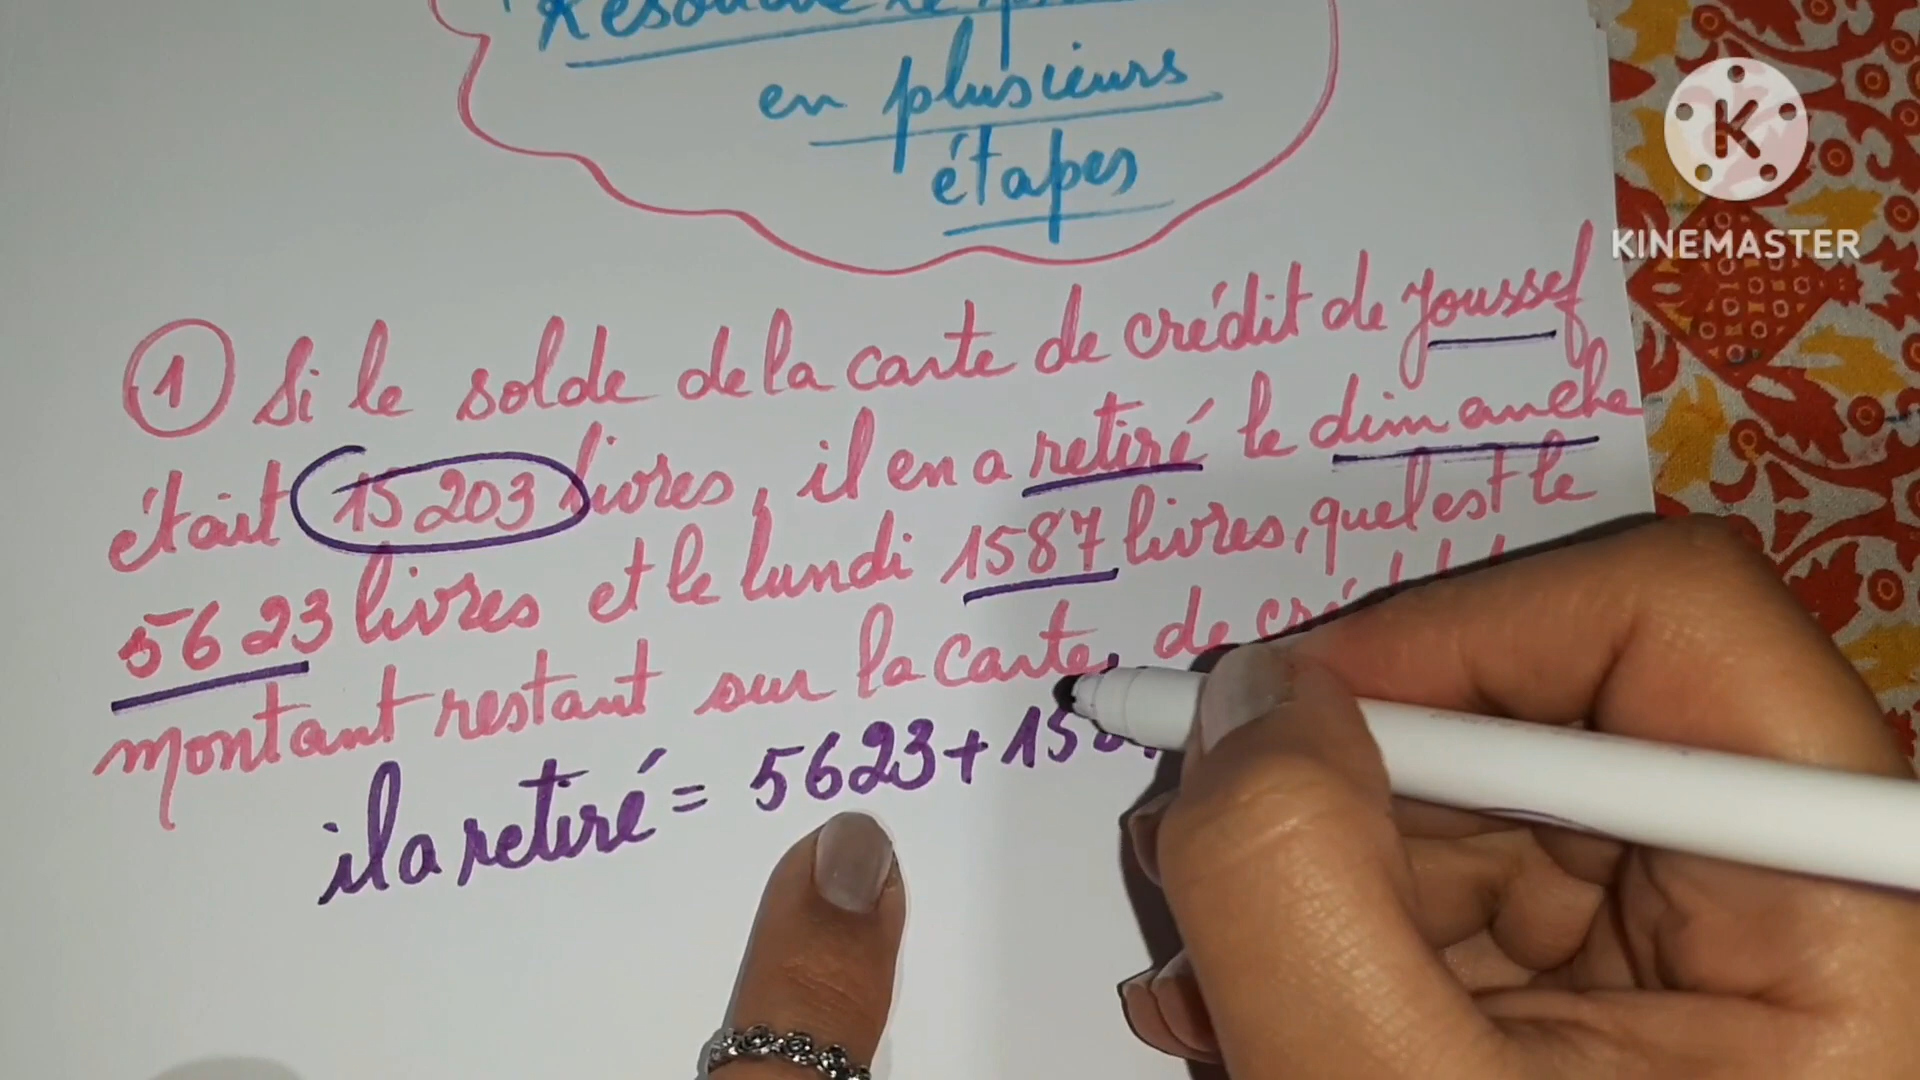 en plusieurs
étapes
KINEMASTER
1 Si le solde de la carte de crédit de Youssef
était 15203 livres, il en a retiré le dimanche
5623 livres et le lundi 1587 livres, quel est le
montant restant sur la carte de
il a retiré = 5623 + 15